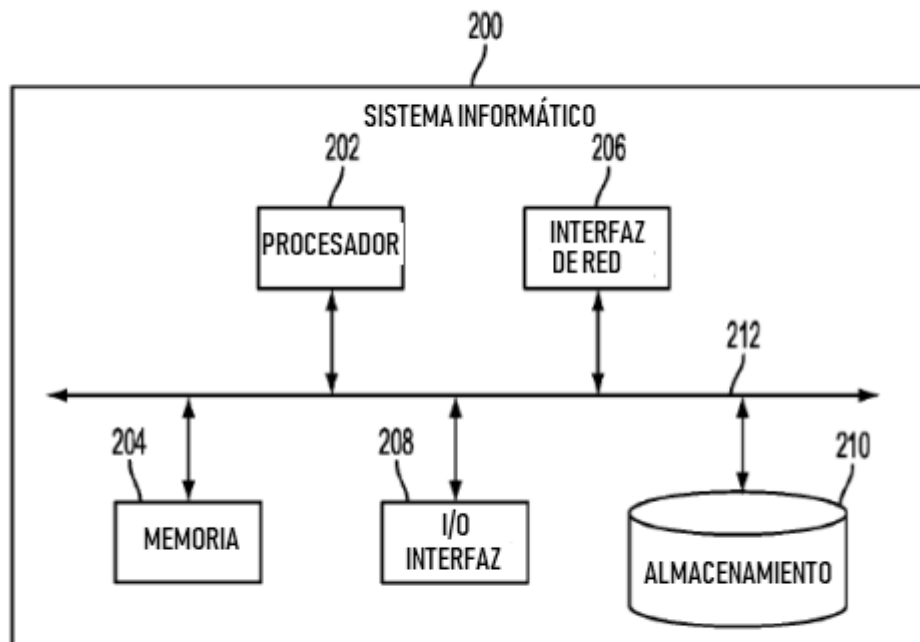 200
SISTEMA INFORMÁTICO
202
206
PROCESADOR
INTERFAZ
DE RED
212
204
208
210
MEMORIA
I/O
INTERFAZ
ALMACENAMIENTO